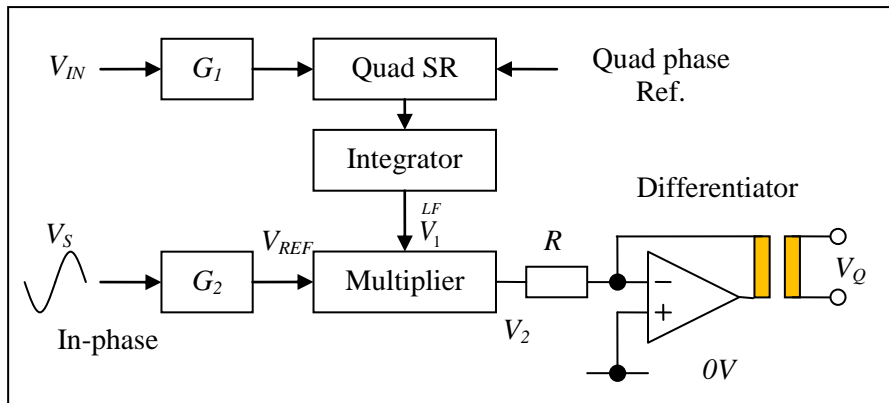 V_IN
G_1
Quad SR
Quad phase
Ref.
Integrator
Differentiator
V_S
V_REF
LF
V_1
R
G_2
Multiplier
−
+
V_Q
V_2
In-phase
0V